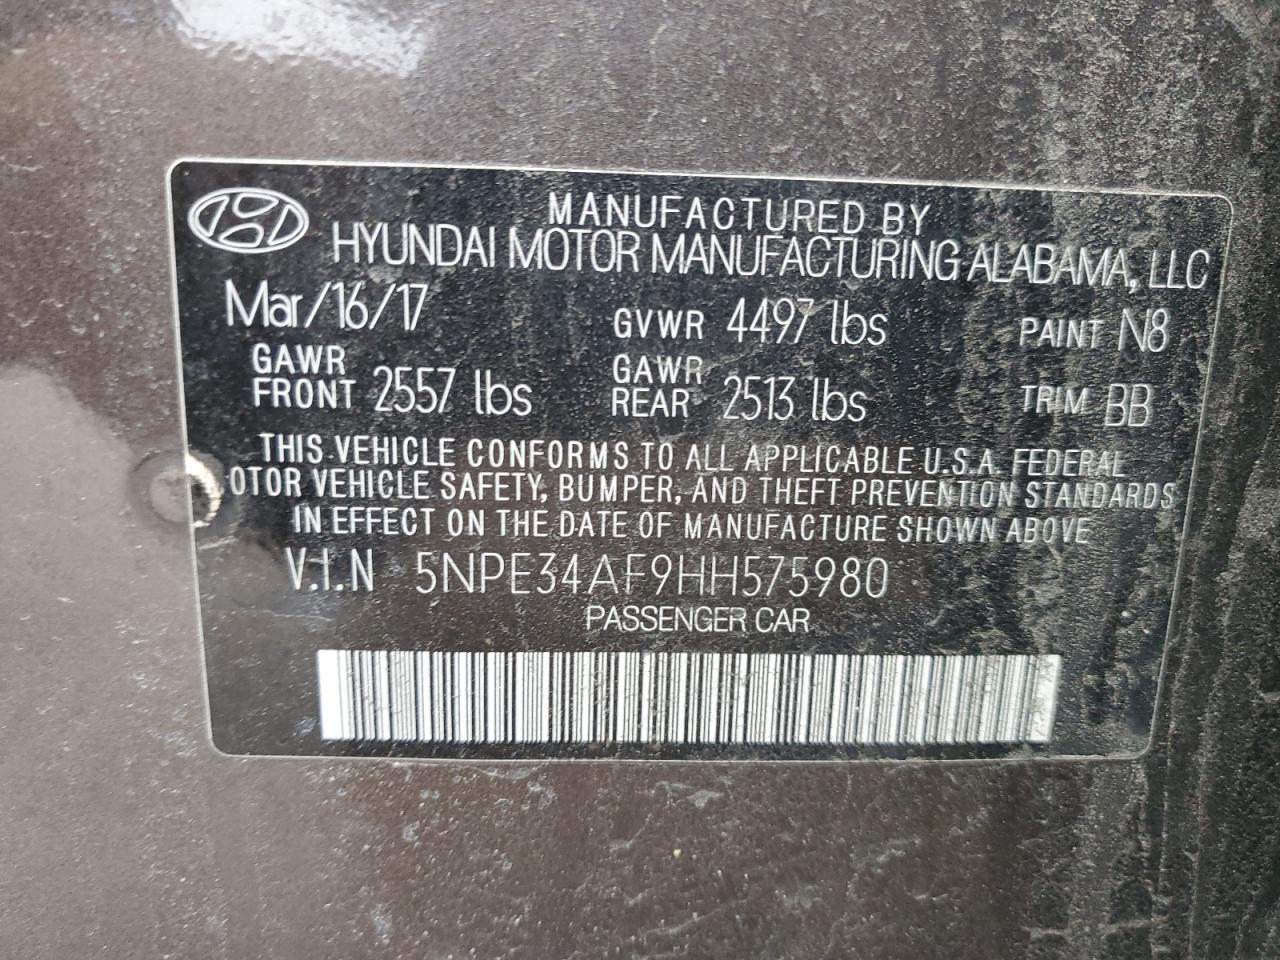 MANUFACTURED BY
HYUNDAI MOTOR MANUFACTURING ALABAMA, LLC
Mar/16/17 GVWR 4497 lbs PAINT N8
GAWR FRONT 2557 lbs GAWR REAR 2513 lbs TRIM BB
THIS VEHICLE CONFORMS TO ALL APPLICABLE U.S.A. FEDERAL
OTOR VEHICLE SAFETY, BUMPER, AND THEFT PREVENTION STANDARDS
IN EFFECT ON THE DATE OF MANUFACTURE SHOWN ABOVE
V.I.N 5NPE34AF9HH575980
PASSENGER CAR